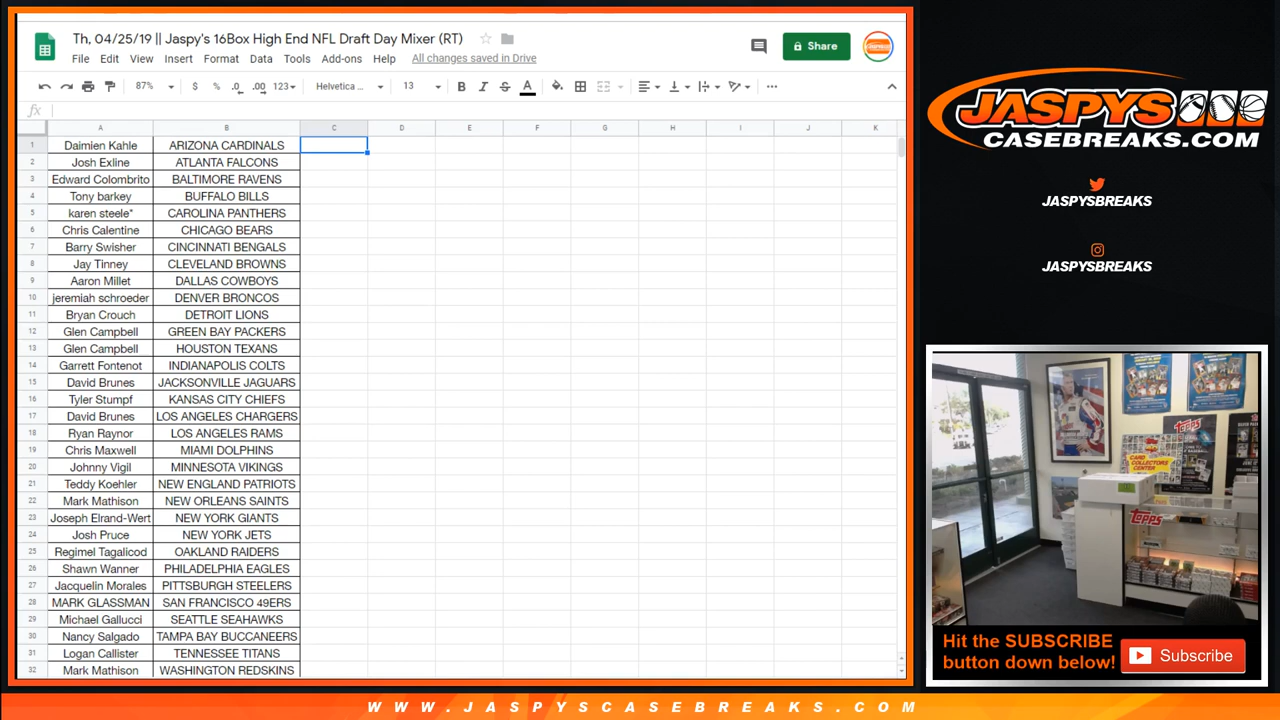 Th, 04/25/19 || Jaspy's 16Box High End NFL Draft Day Mixer (RT)
Share
File Edit View Insert Format Data Tools Add-ons Help All changes saved in Drive
87% $ % .0 .00 123 Helvetica ... 13 B I S A
fx
A B C D E F G H I J K
1 Daimien Kahle ARIZONA CARDINALS
2 Josh Exline ATLANTA FALCONS
3 Edward Colombrito BALTIMORE RAVENS
4 Tony barkey BUFFALO BILLS
5 karen steele* CAROLINA PANTHERS
6 Chris Calentine CHICAGO BEARS
7 Barry Swisher CINCINNATI BENGALS
8 Jay Tinney CLEVELAND BROWNS
9 Aaron Millet DALLAS COWBOYS
10 jeremiah schroeder DENVER BRONCOS
11 Bryan Crouch DETROIT LIONS
12 Glen Campbell GREEN BAY PACKERS
13 Glen Campbell HOUSTON TEXANS
14 Garrett Fontenot INDIANAPOLIS COLTS
15 David Brunes JACKSONVILLE JAGUARS
16 Tyler Stumpf KANSAS CITY CHIEFS
17 David Brunes LOS ANGELES CHARGERS
18 Ryan Raynor LOS ANGELES RAMS
19 Chris Maxwell MIAMI DOLPHINS
20 Johnny Vigil MINNESOTA VIKINGS
21 Teddy Koehler NEW ENGLAND PATRIOTS
22 Mark Mathison NEW ORLEANS SAINTS
23 Joseph Elrand-Wert NEW YORK GIANTS
24 Josh Pruce NEW YORK JETS
25 Regimel Tagalicod OAKLAND RAIDERS
26 Shawn Wanner PHILADELPHIA EAGLES
27 Jacquelin Morales PITTSBURGH STEELERS
28 MARK GLASSMAN SAN FRANCISCO 49ERS
29 Michael Gallucci SEATTLE SEAHAWKS
30 Nancy Salgado TAMPA BAY BUCCANEERS
31 Logan Callister TENNESSEE TITANS
32 Mark Mathison WASHINGTON REDSKINS
JASPYS
CASEBREAKS.COM
JASPYSBREAKS
JASPYSBREAKS
TOPPS
CARD
COLLECTORS
CENTER
TOPPS
Hit the SUBSCRIBE
button down below!
Subscribe
WWW.JASPYSCASEBREAKS.COM